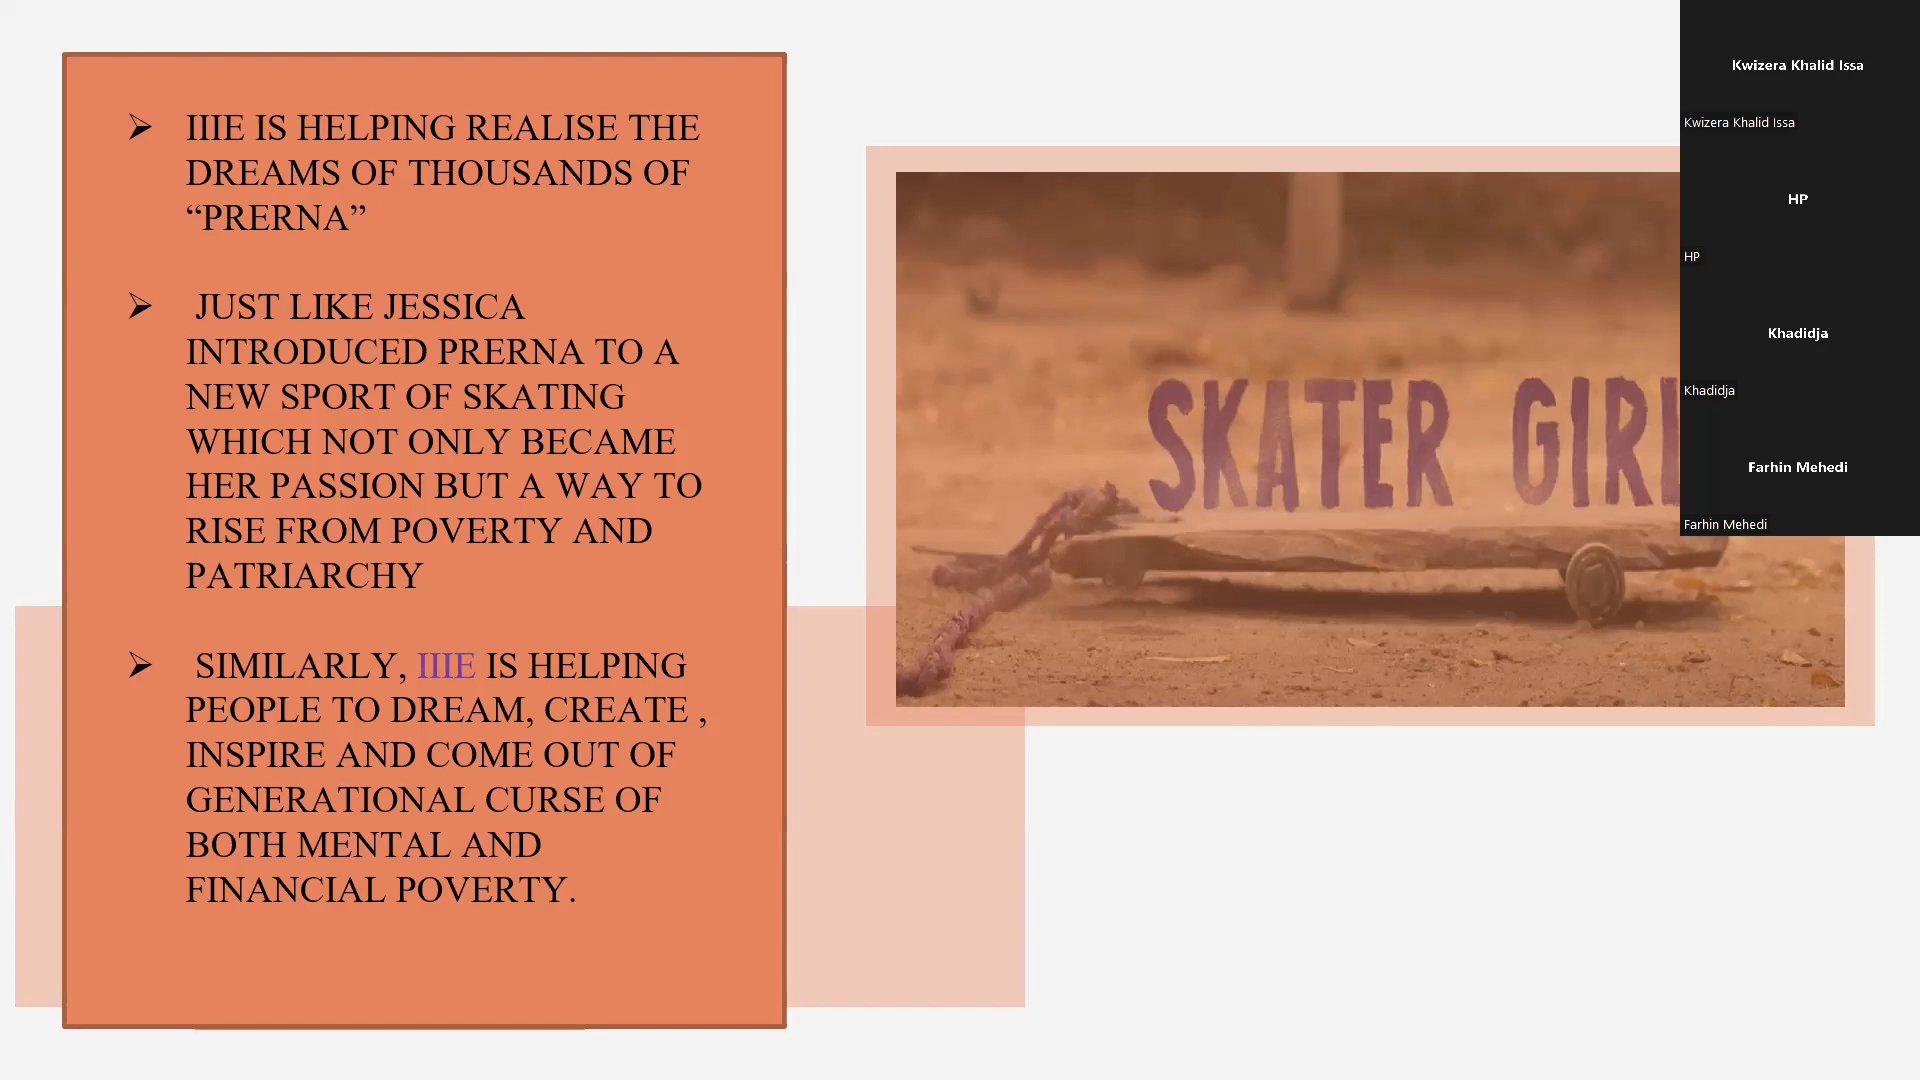 IIIE IS HELPING REALISE THE
DREAMS OF THOUSANDS OF
“PRERNA”
JUST LIKE JESSICA
INTRODUCED PRERNA TO A
NEW SPORT OF SKATING
WHICH NOT ONLY BECAME
HER PASSION BUT A WAY TO
RISE FROM POVERTY AND
PATRIARCHY
SIMILARLY, IIIE IS HELPING
PEOPLE TO DREAM, CREATE ,
INSPIRE AND COME OUT OF
GENERATIONAL CURSE OF
BOTH MENTAL AND
FINANCIAL POVERTY.
SKATER GIRL
Kwizera Khalid Issa
Kwizera Khalid Issa
HP
HP
Khadidja
Khadidja
Farhin Mehedi
Farhin Mehedi